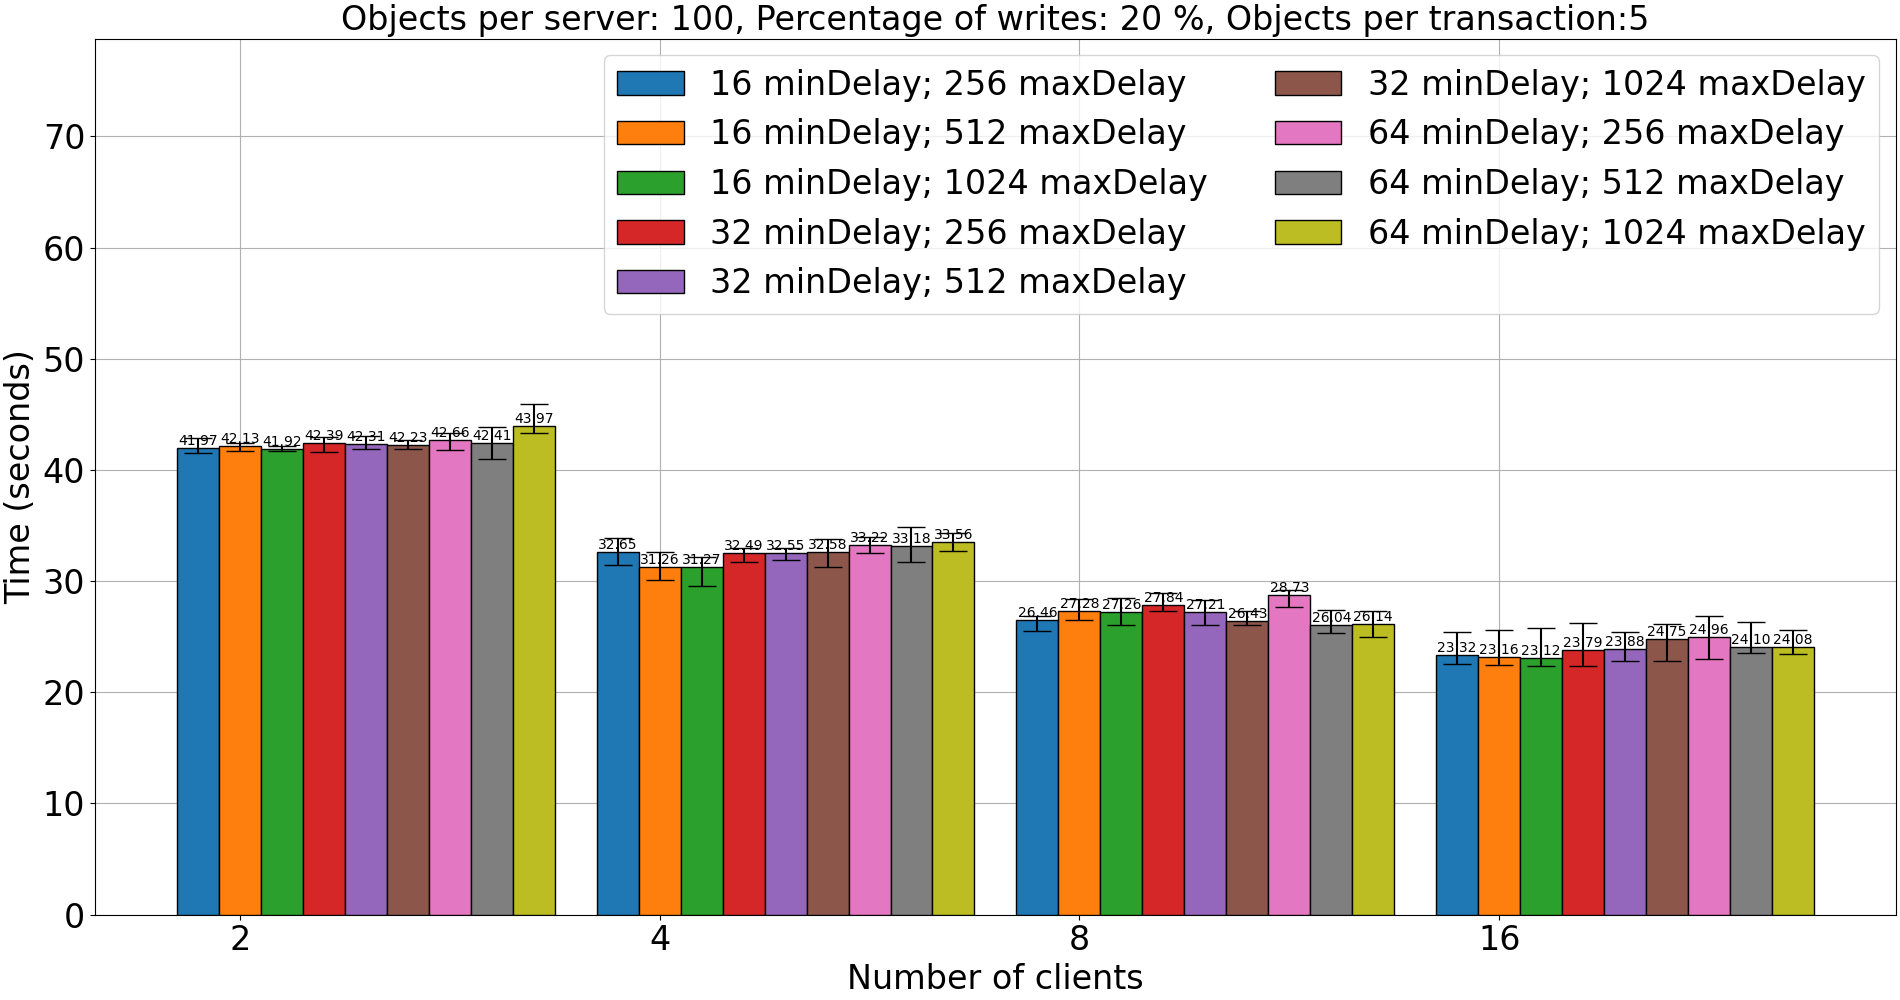 Objects per server: 100, Percentage of writes: 20 %, Objects per transaction:5
16 minDelay; 256 maxDelay
16 minDelay; 512 maxDelay
16 minDelay; 1024 maxDelay
32 minDelay; 256 maxDelay
32 minDelay; 512 maxDelay
32 minDelay; 1024 maxDelay
64 minDelay; 256 maxDelay
64 minDelay; 512 maxDelay
64 minDelay; 1024 maxDelay
Time (seconds)
70
60
50
40
30
20
10
0
41.97 42.13 41.92 42.39 42.31 42.23 42.66 42.41 43.97
32.65 31.26 31.27 32.49 32.55 32.58 33.22 33.18 33.56
26.46 27.28 27.26 27.84 27.21 26.43 28.73 26.04 26.14
23.32 23.16 23.12 23.79 23.88 24.75 24.96 24.10 24.08
2 4 8 16
Number of clients